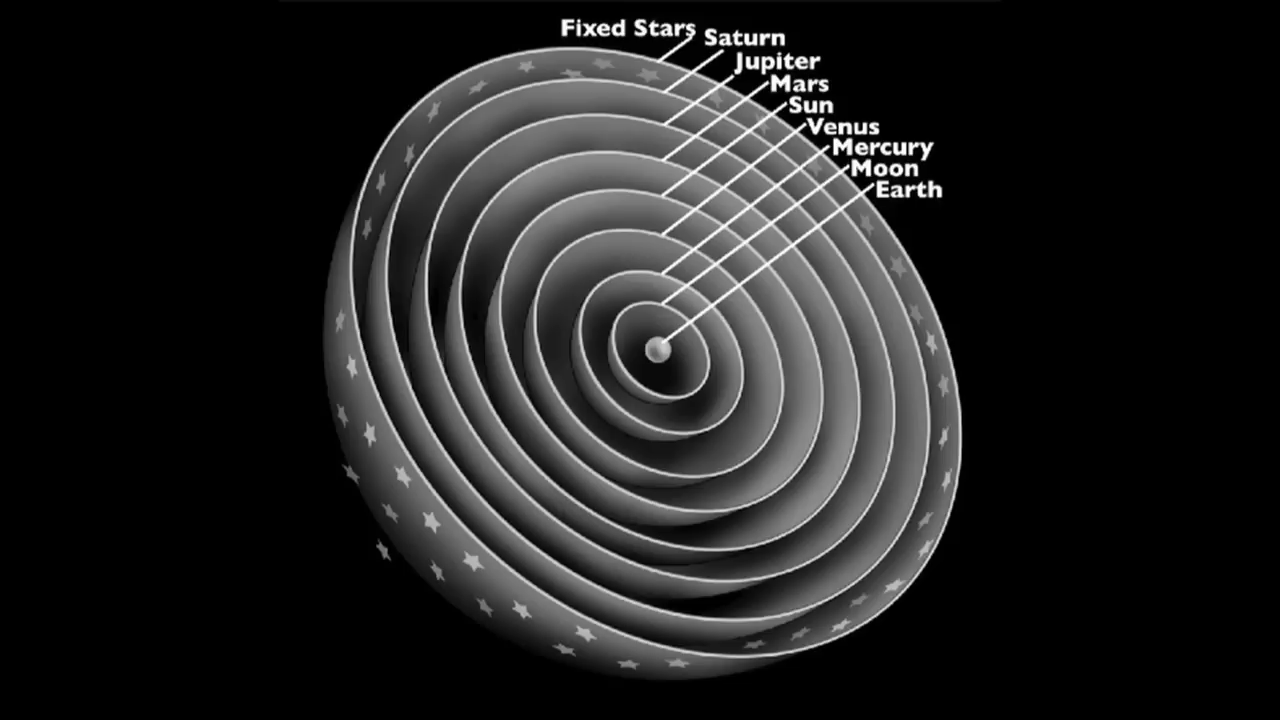 Fixed Stars
Saturn
Jupiter
Mars
Sun
Venus
Mercury
Moon
Earth